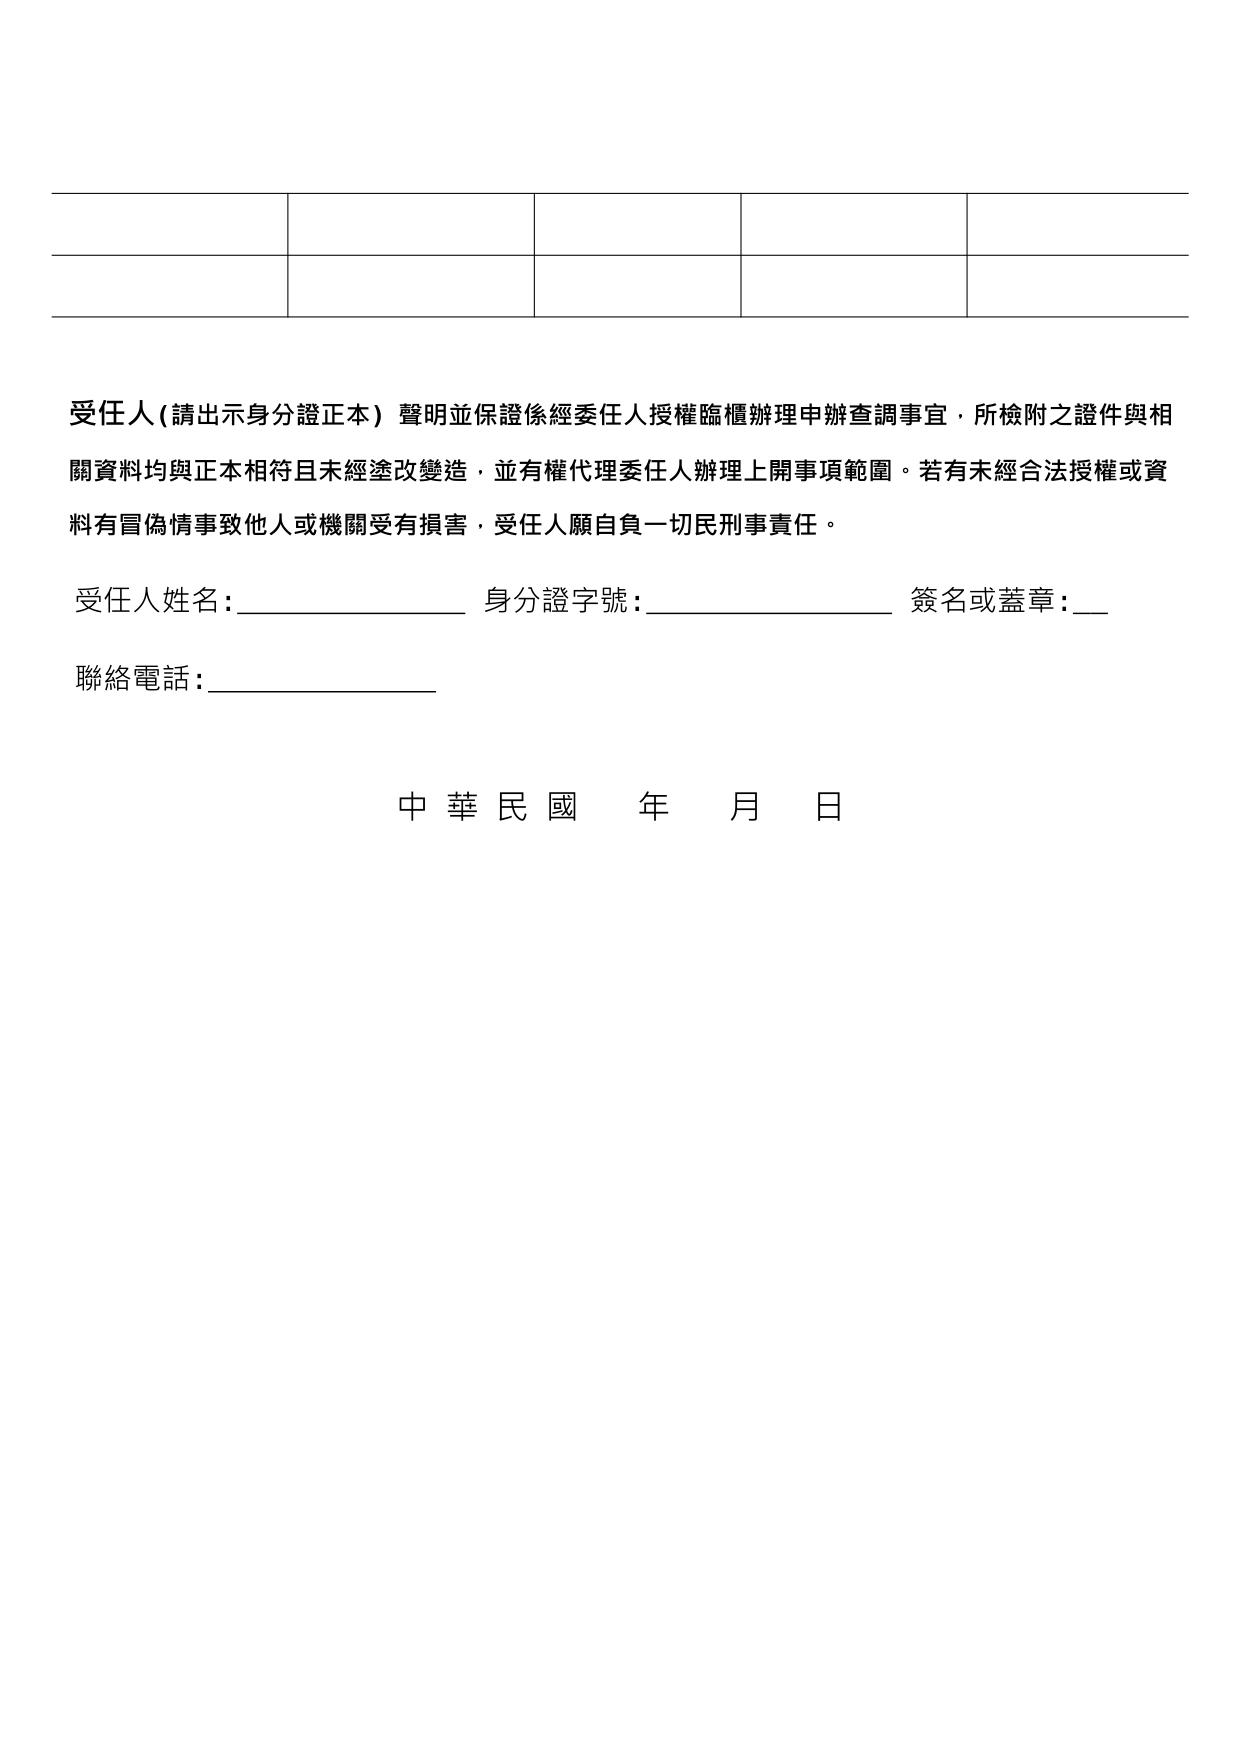 受任人(請出示身分證正本) 聲明並保證係經委任人授權臨櫃辦理申辦查調事宜，所檢附之證件與相
關資料均與正本相符且未經塗改變造，並有權代理委任人辦理上開事項範圍。若有未經合法授權或資
料有冒偽情事致他人或機關受有損害，受任人願自負一切民刑事責任。
受任人姓名:______________ 身分證字號:_______________ 簽名或蓋章:__
聯絡電話:______________
中 華 民 國 年 月 日